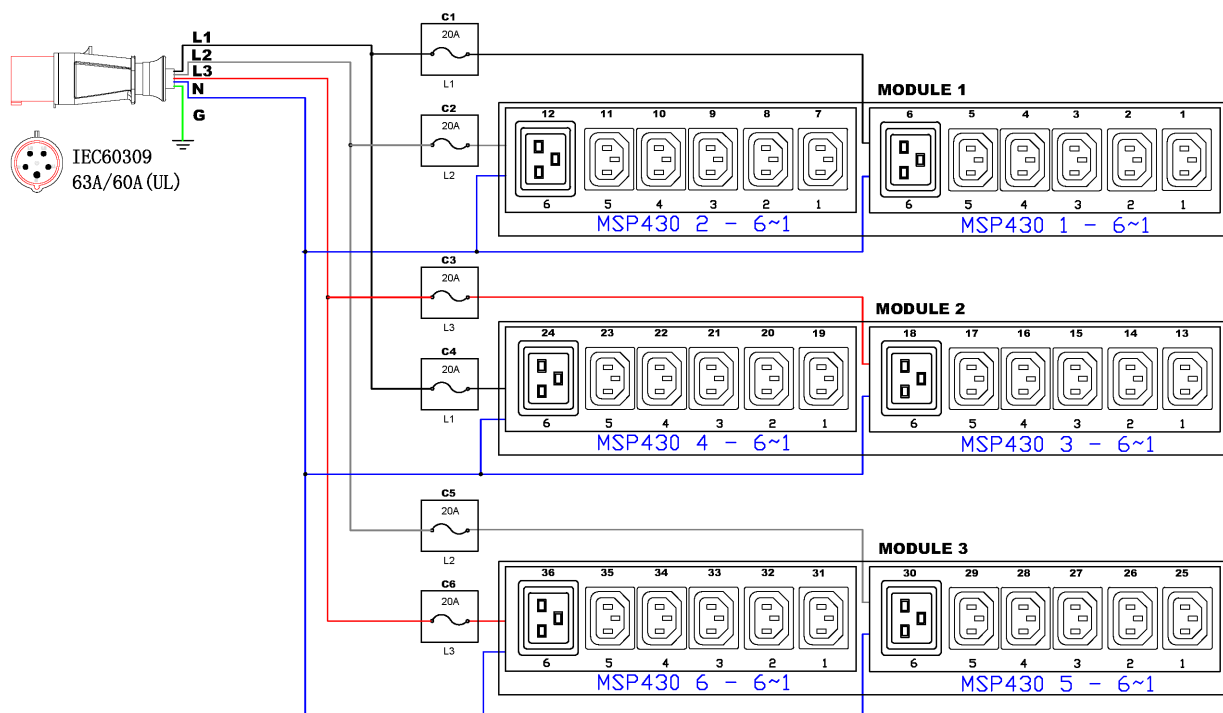 L1
L2
L3
N
G
IEC60309
63A/60A(UL)
C1
20A
L1
C2
20A
L2
MODULE 1
12 11 10 9 8 7 6 5 4 3 2 1
6 5 4 3 2 1 6 5 4 3 2 1
MSP430 2 - 6~1 MSP430 1 - 6~1
C3
20A
L3
C4
20A
L1
MODULE 2
24 23 22 21 20 19 18 17 16 15 14 13
6 5 4 3 2 1 6 5 4 3 2 1
MSP430 4 - 6~1 MSP430 3 - 6~1
C5
20A
L2
C6
20A
L3
MODULE 3
36 35 34 33 32 31 30 29 28 27 26 25
6 5 4 3 2 1 6 5 4 3 2 1
MSP430 6 - 6~1 MSP430 5 - 6~1